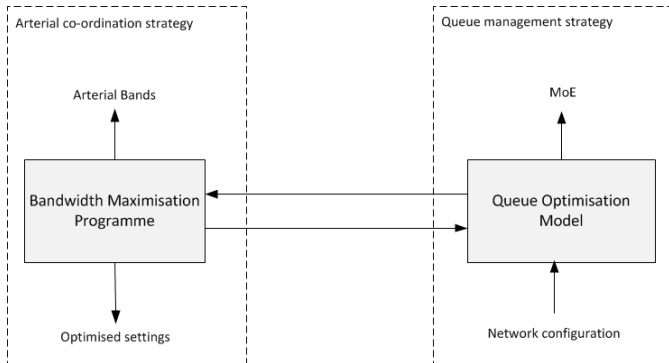 Arterial co-ordination strategy
Queue management strategy
Arterial Bands
MoE
Bandwidth Maximisation
Programme
Queue Optimisation
Model
Optimised settings
Network configuration